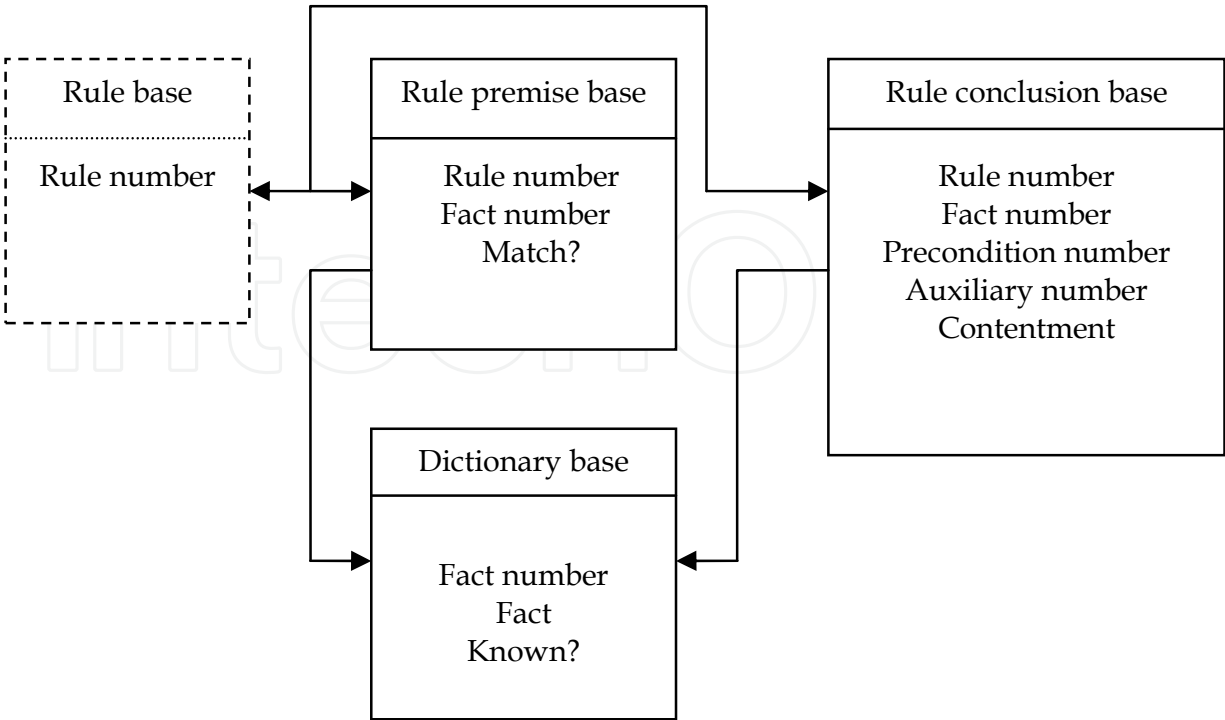 Rule base
Rule number
Rule premise base
Rule number
Fact number
Match?
Rule conclusion base
Rule number
Fact number
Precondition number
Auxiliary number
Contentment
Dictionary base
Fact number
Fact
Known?